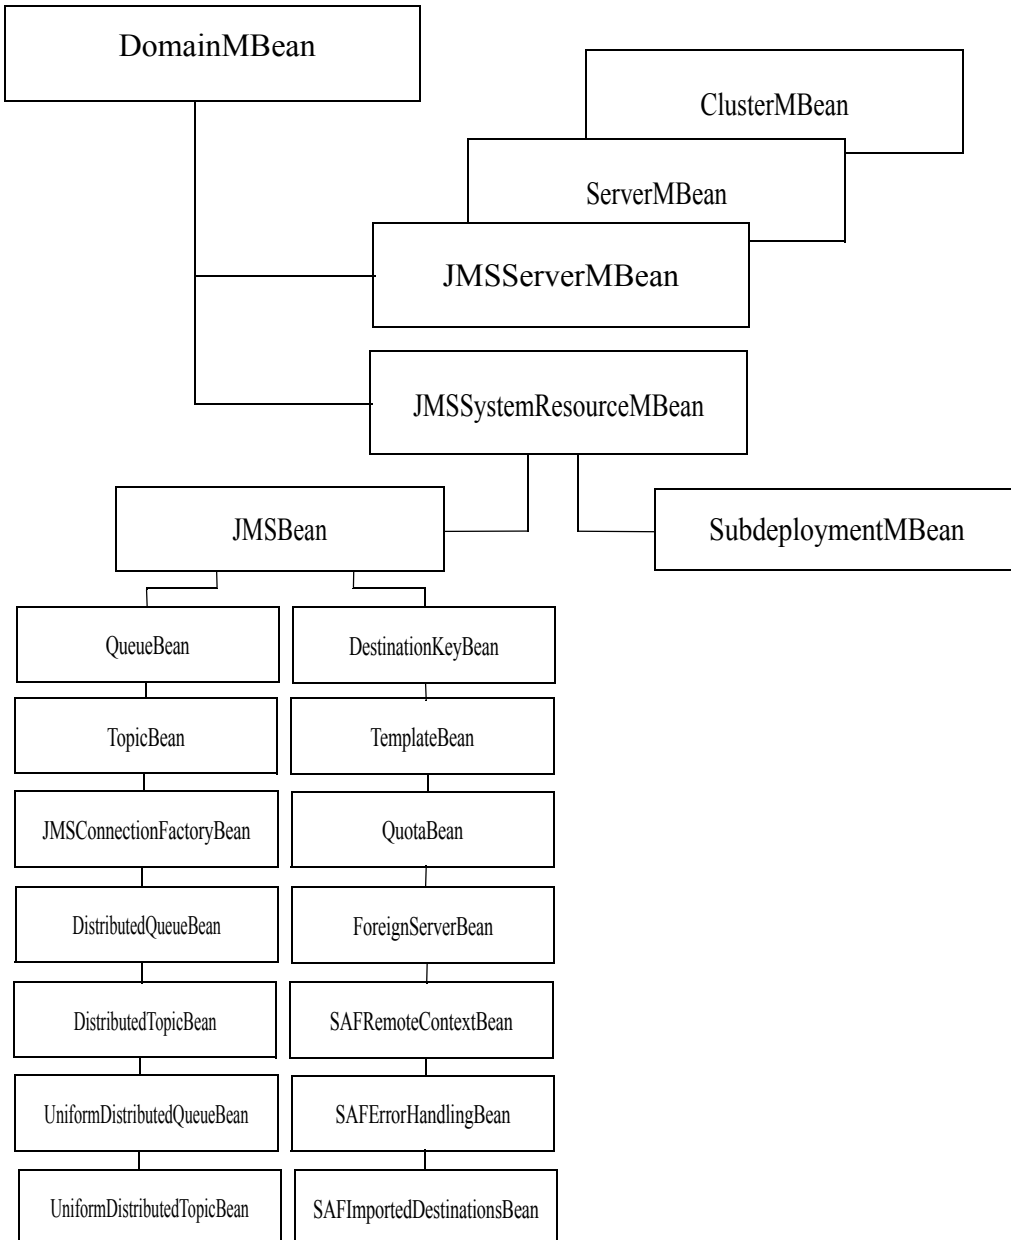 DomainMBean
ClusterMBean
ServerMBean
JMSServerMBean
JMSSystemResourceMBean
JMSBean
SubdeploymentMBean
QueueBean
DestinationKeyBean
TopicBean
TemplateBean
JMSConnectionFactoryBean
QuotaBean
DistributedQueueBean
ForeignServerBean
DistributedTopicBean
SAFRemoteContextBean
UniformDistributedQueueBean
SAFErrorHandlingBean
UniformDistributedTopicBean
SAFImportedDestinationsBean